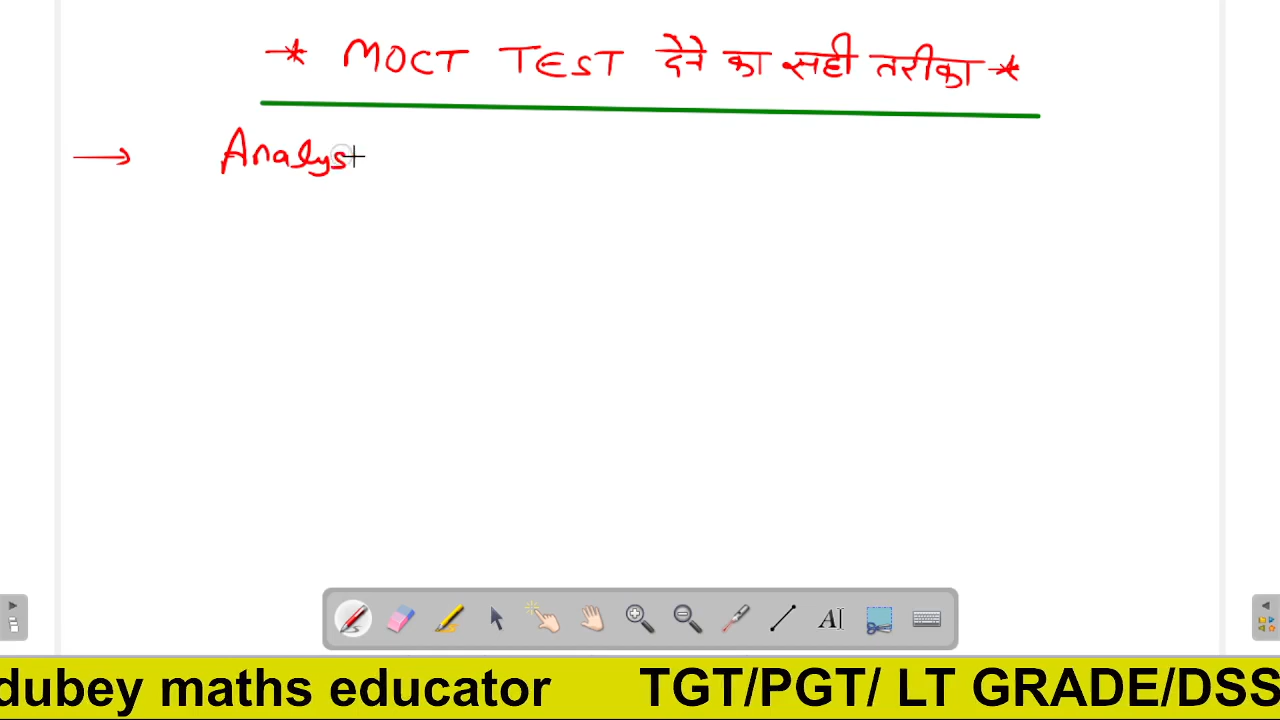 * MOCT TEST देने का सही तरीका *
→ Analys
dubey maths educator TGT/PGT/ LT GRADE/DSS